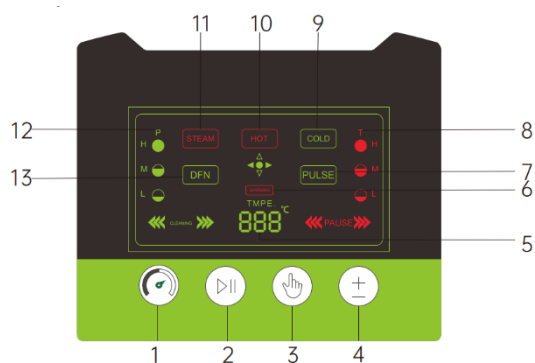 11 10 9
12 P STEAM HOT COLD T 8
H H
M M 7
13 DFN PULSE 6
L L
TMPE
CLEANING 888 °C PAUSE 5
1 2 3 4